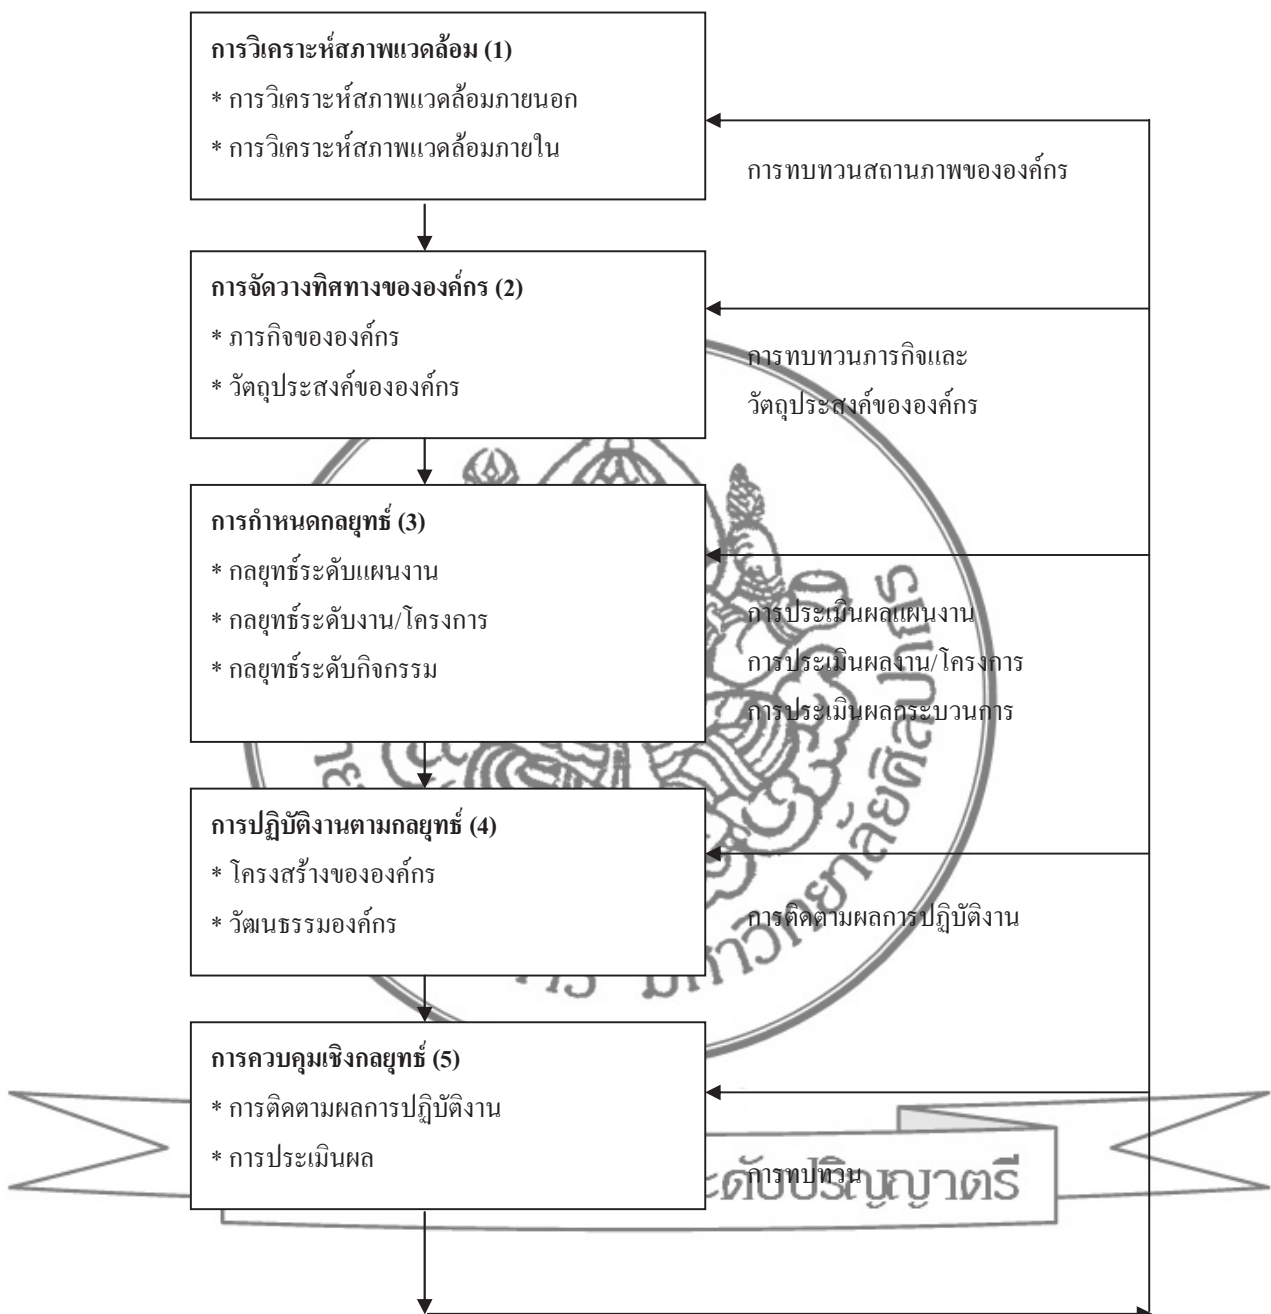 การวิเคราะห์สภาพแวดล้อม (1)
* การวิเคราะห์สภาพแวดล้อมภายนอก
* การวิเคราะห์สภาพแวดล้อมภายใน
การทบทวนสถานภาพขององค์กร
การจัดวางทิศทางขององค์กร (2)
* ภารกิจขององค์กร
* วัตถุประสงค์ขององค์กร
การทบทวนภารกิจและ
วัตถุประสงค์ขององค์กร
การกำหนดกลยุทธ์ (3)
* กลยุทธ์ระดับแผนงาน
* กลยุทธ์ระดับงาน/โครงการ
* กลยุทธ์ระดับกิจกรรม
การประเมินผลแผนงาน
การประเมินผลงาน/โครงการ
การประเมินผลกระบวนการ
การปฏิบัติงานตามกลยุทธ์ (4)
* โครงสร้างขององค์กร
* วัฒนธรรมองค์กร
การติดตามผลการปฏิบัติงาน
การควบคุมเชิงกลยุทธ์ (5)
* การติดตามผลการปฏิบัติงาน
* การประเมินผล
การทบทวน
มหาวิทยาลัยศิลปากร
ระดับปริญญาตรี